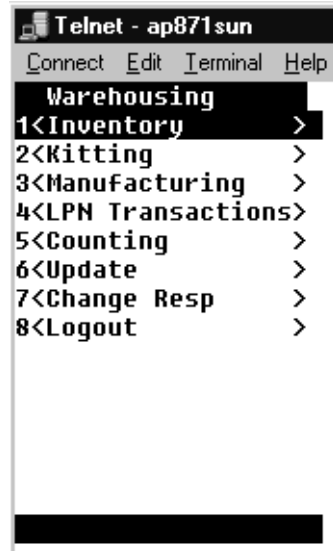 Telnet - ap871sun
Connect Edit Terminal Help
Warehousing
1<Inventory >
2<Kitting >
3<Manufacturing >
4<LPN Transactions>
5<Counting >
6<Update >
7<Change Resp >
8<Logout >